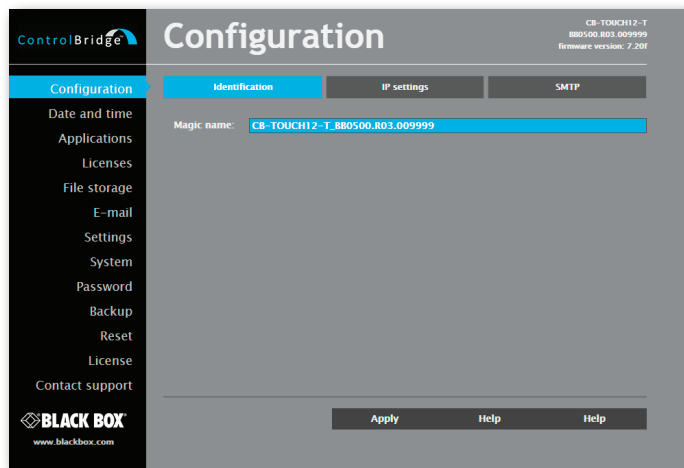 ControlBridge
Configuration
CB-TOUCH12-T
BB0500.R03.009999
firmware version: 7.20f
Configuration
Date and time
Applications
Licenses
File storage
E-mail
Settings
System
Password
Backup
Reset
License
Contact support
Identification
IP settings
SMTP
Magic name:
CB-TOUCH12-T_BB0500.R03.009999
Apply
Help
Help
BLACK BOX
www.blackbox.com